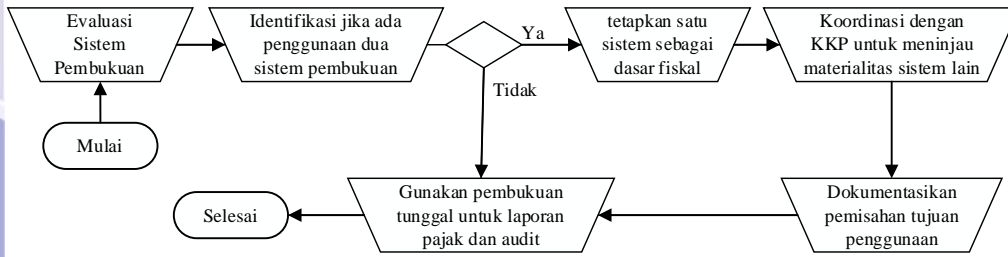 Evaluasi
Sistem
Pembukuan
Identifikasi jika ada
penggunaan dua
sistem pembukuan
Ya
tetapkan satu
sistem sebagai
dasar fiskal
Koordinasi dengan
KKP untuk meninjau
materialitas sistem lain
Tidak
Mulai
Selesai
Gunakan pembukuan
tunggal untuk laporan
pajak dan audit
Dokumentasikan
pemisahan tujuan
penggunaan